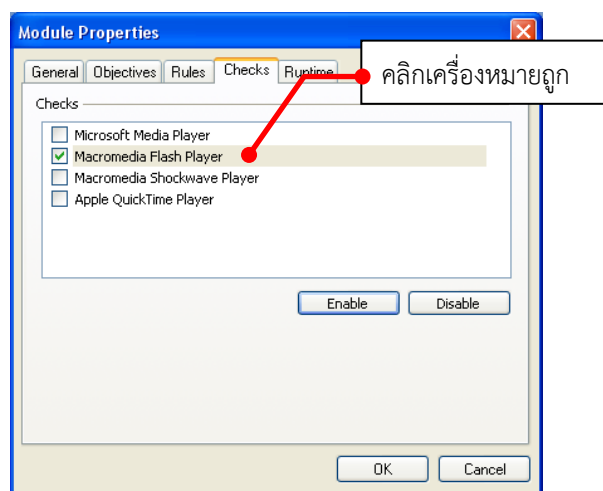 Module Properties
General Objectives Rules Checks Runtime
คลิกเครื่องหมายถูก
Checks
Microsoft Media Player
Macromedia Flash Player
Macromedia Shockwave Player
Apple QuickTime Player
Enable Disable
OK Cancel